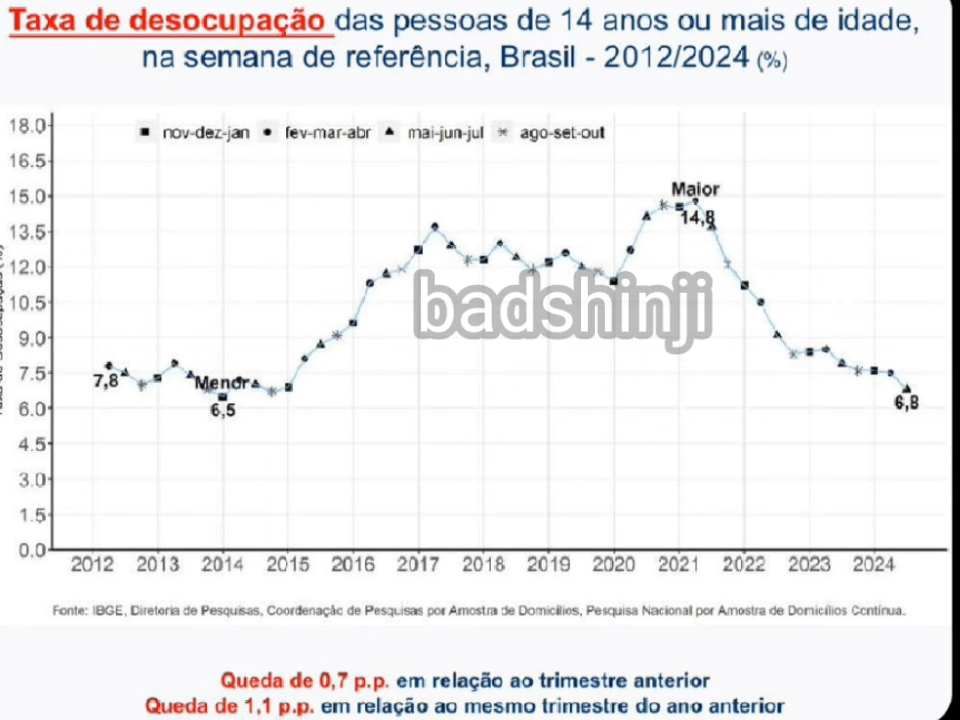 Taxa de desocupação das pessoas de 14 anos ou mais de idade,
na semana de referência, Brasil - 2012/2024 (%)
18.0
nov-dez-jan fev-mar-abr mai-jun-jul ago-set-out
16.5
15.0
Maior
14,8
13.5
12.0
10.5
badshinji
9.0
7.5
7,8
Menor
6,5
6,8
6.0
4.5
3.0
1.5
0.0
2012 2013 2014 2015 2016 2017 2018 2019 2020 2021 2022 2023 2024
Fonte: IBGE, Diretoria de Pesquisas, Coordenação de Pesquisas por Amostra de Domicílios, Pesquisa Nacional por Amostra de Domicílios Contínua.
Queda de 0,7 p.p. em relação ao trimestre anterior
Queda de 1,1 p.p. em relação ao mesmo trimestre do ano anterior